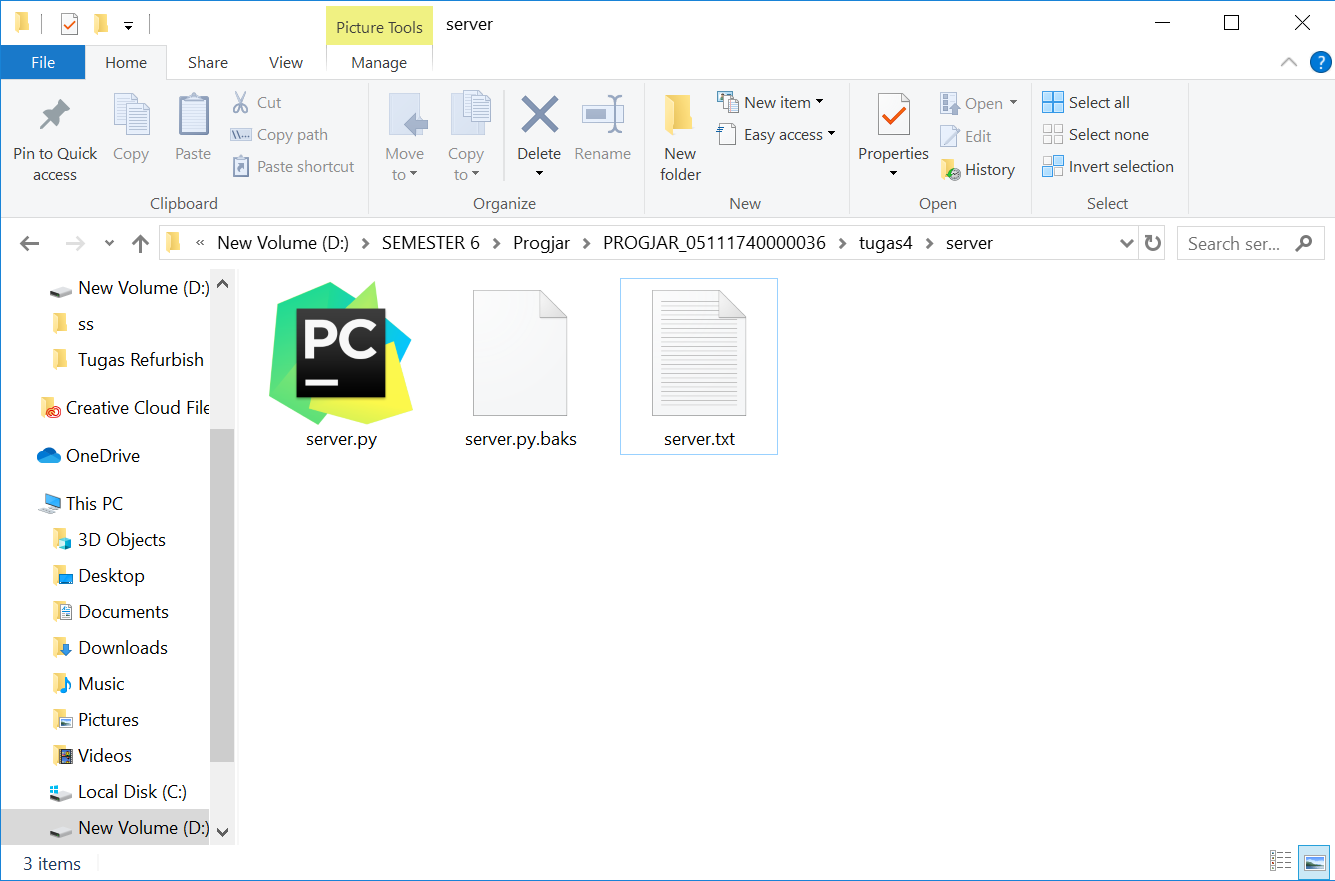 Picture Tools
server
File
Home
Share
View
Manage
?
Pin to Quick access
Copy
Paste
Cut
Copy path
Paste shortcut
Clipboard
Move to
Copy to
Delete
Rename
Organize
New folder
New item
Easy access
New
Properties
Open
Edit
History
Open
Select all
Select none
Invert selection
Select
« New Volume (D:) > SEMESTER 6 > Progjar > PROGJAR_05111740000036 > tugas4 > server
Search ser...
New Volume (D:)
ss
Tugas Refurbish
Creative Cloud File
OneDrive
This PC
3D Objects
Desktop
Documents
Downloads
Music
Pictures
Videos
Local Disk (C:)
New Volume (D:)
PC
server.py
server.py.baks
server.txt
3 items